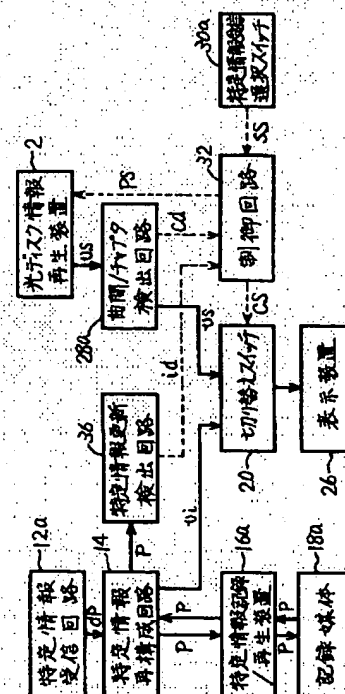 特定情報
受信回路
12a
dP
特定情報
再構成回路
14
P
特定情報更新
検出回路
36
id
vi
P
P
特定情報記録
/再生装置
16a
P
P
記録媒体
18a
光ディスク情報
再生装置
2
vs
PS
曲間/チャプタ
検出回路
28a
cd
vs
切り替えスイッチ
20
表示装置
26
CS
制御回路
32
SS
選択スイッチ
30a